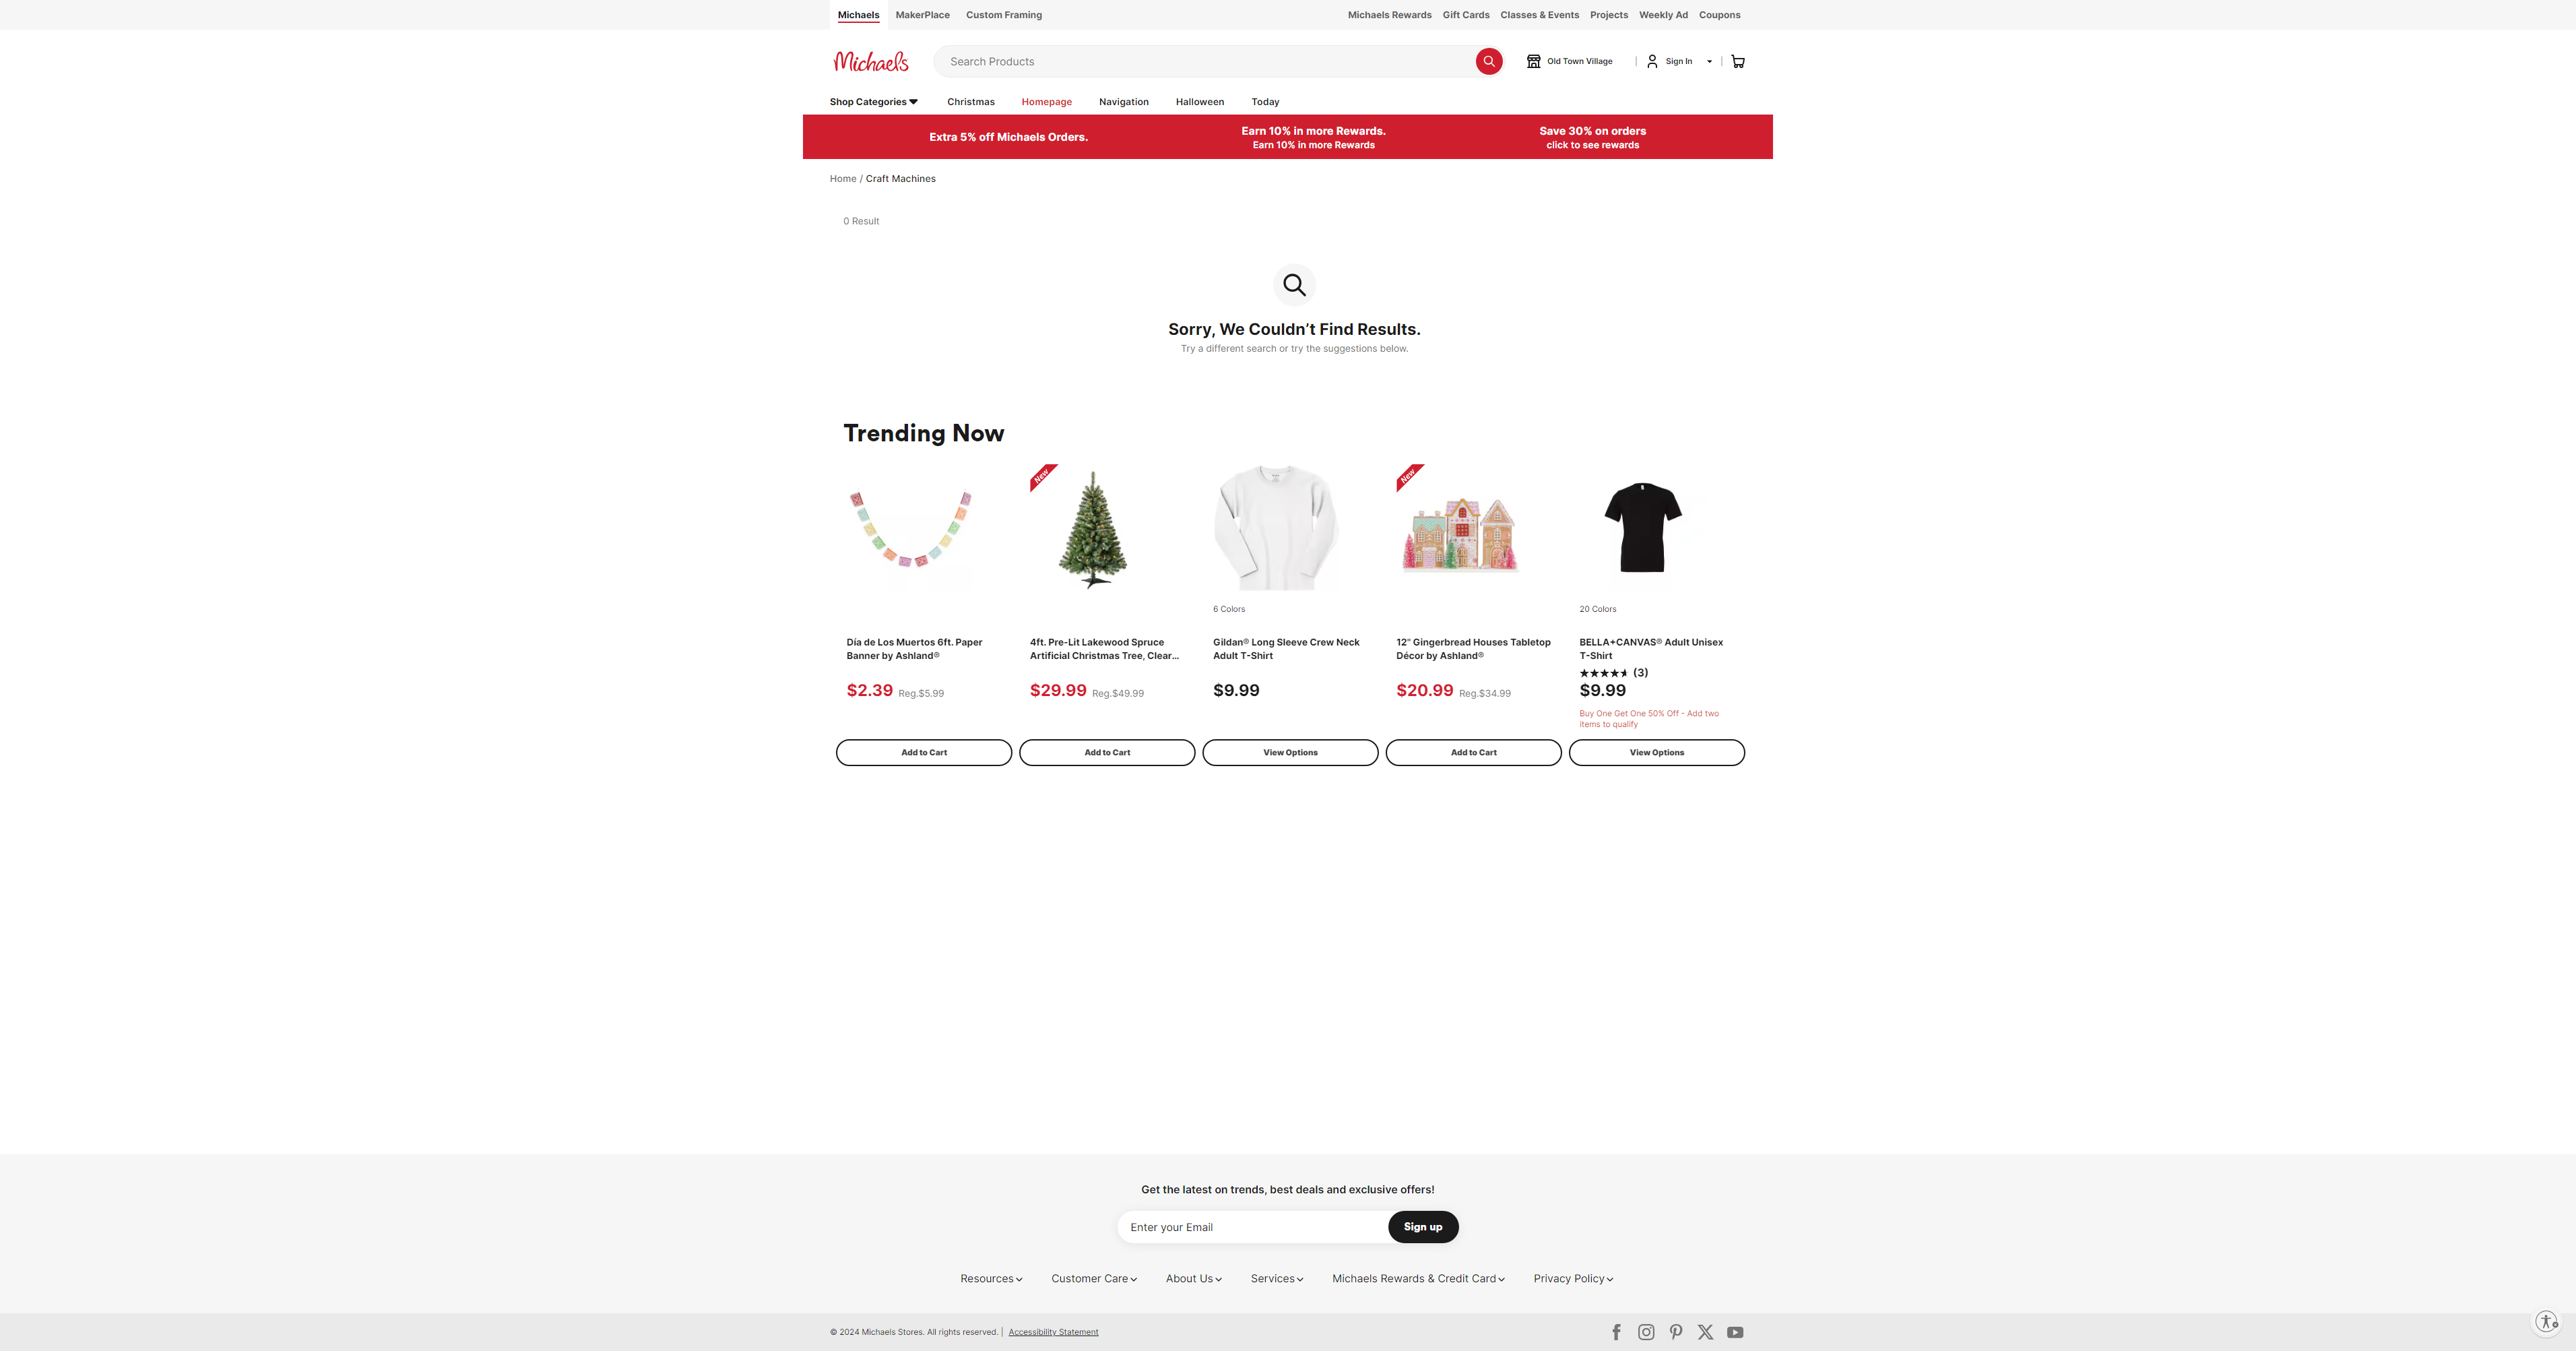 Michaels MakerPlace Custom Framing Michaels Rewards Gift Cards Classes & Events Projects Weekly Ad Coupons
Michaels Search Products Old Town Village | Sign In |
Shop Categories Christmas Homepage Navigation Halloween Today
Extra 5% off Michaels Orders.
Earn 10% in more Rewards.
Earn 10% in more Rewards
Save 30% on orders
click to see rewards
Home / Craft Machines
0 Result
Sorry, We Couldn’t Find Results.
Try a different search or try the suggestions below.
Trending Now
Día de Los Muertos 6ft. Paper
Banner by Ashland®
$2.39 Reg.$5.99
Add to Cart
New
4ft. Pre-Lit Lakewood Spruce
Artificial Christmas Tree, Clear...
$29.99 Reg.$49.99
Add to Cart
6 Colors
Gildan® Long Sleeve Crew Neck
Adult T-Shirt
$9.99
View Options
New
12" Gingerbread Houses Tabletop
Décor by Ashland®
$20.99 Reg.$34.99
Add to Cart
20 Colors
BELLA+CANVAS® Adult Unisex
T-Shirt
★★★★★ (3)
$9.99
Buy One Get One 50% Off - Add two
items to qualify
View Options
Get the latest on trends, best deals and exclusive offers!
Enter your Email Sign up
Resources Customer Care About Us Services Michaels Rewards & Credit Card Privacy Policy
© 2024 Michaels Stores. All rights reserved. | Accessibility Statement